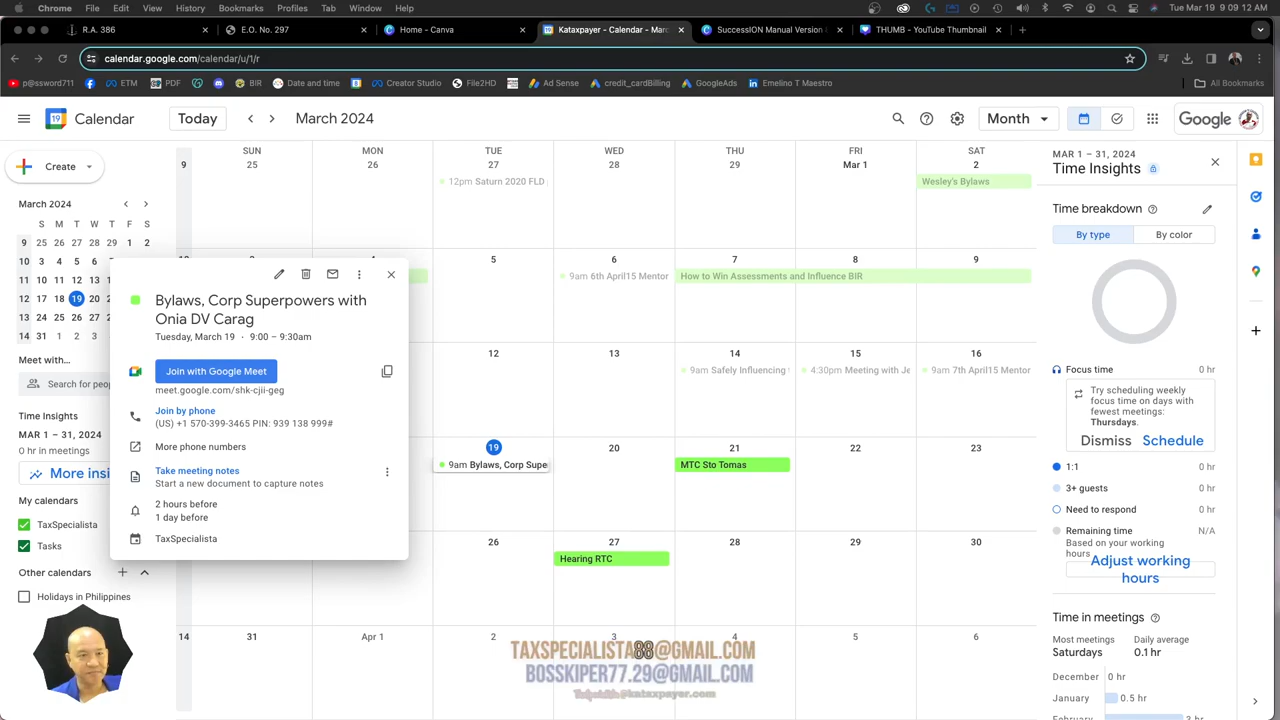 Chrome File Edit View History Bookmarks Profiles Tab Window Help
Tue Mar 19 9:09:12 AM
R.A. 386
E.O. No. 297
Home - Canva
Kataxpayer - Calendar - Marc
SuccessION Manual Version
THUMB - YouTube Thumbnail
calendar.google.com/calendar/u/1/r
p@ssword711 ETM PDF BIR Date and time Creator Studio File2HD Ad Sense credit_cardBilling GoogleAds Emelino T Maestro All Bookmarks
Calendar Today March 2024 Month Google
Create
March 2024
S M T W T F S
9 25 26 27 28 29 1 2
10 3 4 5 6
11 10 11 12 13
12 17 18 19 20
13 24 25 26 27
14 31 1 2 3
Meet with...
Search for peop
Time Insights
MAR 1 – 31, 2024
0 hr in meetings
More insi
My calendars
TaxSpecialista
Tasks
Other calendars
Holidays in Philippines
Bylaws, Corp Superpowers with
Onia DV Carag
Tuesday, March 19 · 9:00 – 9:30am
Join with Google Meet
meet.google.com/shk-cjii-geg
Join by phone
(US) +1 570-399-3465 PIN: 939 138 999#
More phone numbers
Take meeting notes
Start a new document to capture notes
2 hours before
1 day before
TaxSpecialista
SUN MON TUE WED THU FRI SAT
9 25 26 27 28 29 Mar 1 2
12pm Saturn 2020 FLD
Wesley's Bylaws
5 6 7 8 9
9am 6th April15 Mentor
How to Win Assessments and Influence BIR
12 13 14 15 16
9am Safely Influencing
4:30pm Meeting with Je
9am 7th April15 Mentor
19 20 21 22 23
9am Bylaws, Corp Supe
MTC Sto Tomas
26 27 28 29 30
Hearing RTC
14 31 Apr 1 2 3 4 5 6
TAXSPECIALISTA88@GMAIL.COM
BOSSKIPER77.29@GMAIL.COM
MAR 1 – 31, 2024
Time Insights
Time breakdown
By type By color
Focus time 0 hr
Try scheduling weekly
focus time on days with
fewest meetings:
Thursdays.
Dismiss Schedule
1:1 0 hr
3+ guests 0 hr
Need to respond 0 hr
Remaining time N/A
Based on your working
hours
Adjust working
hours
Time in meetings
Most meetings Daily average
Saturdays 0.1 hr
December 0 hr
January 0.5 hr